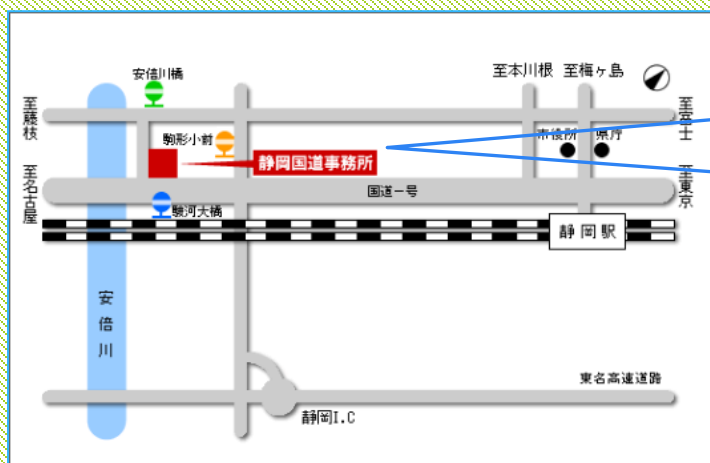 安倍川橋
至本川根 至梅ヶ島
至藤枝
至富士
駒形小前
市役所
県庁
静岡国道事務所
至名古屋
至東京
国道一号
駿河大橋
静岡駅
安倍川
東名高速道路
静岡I.C